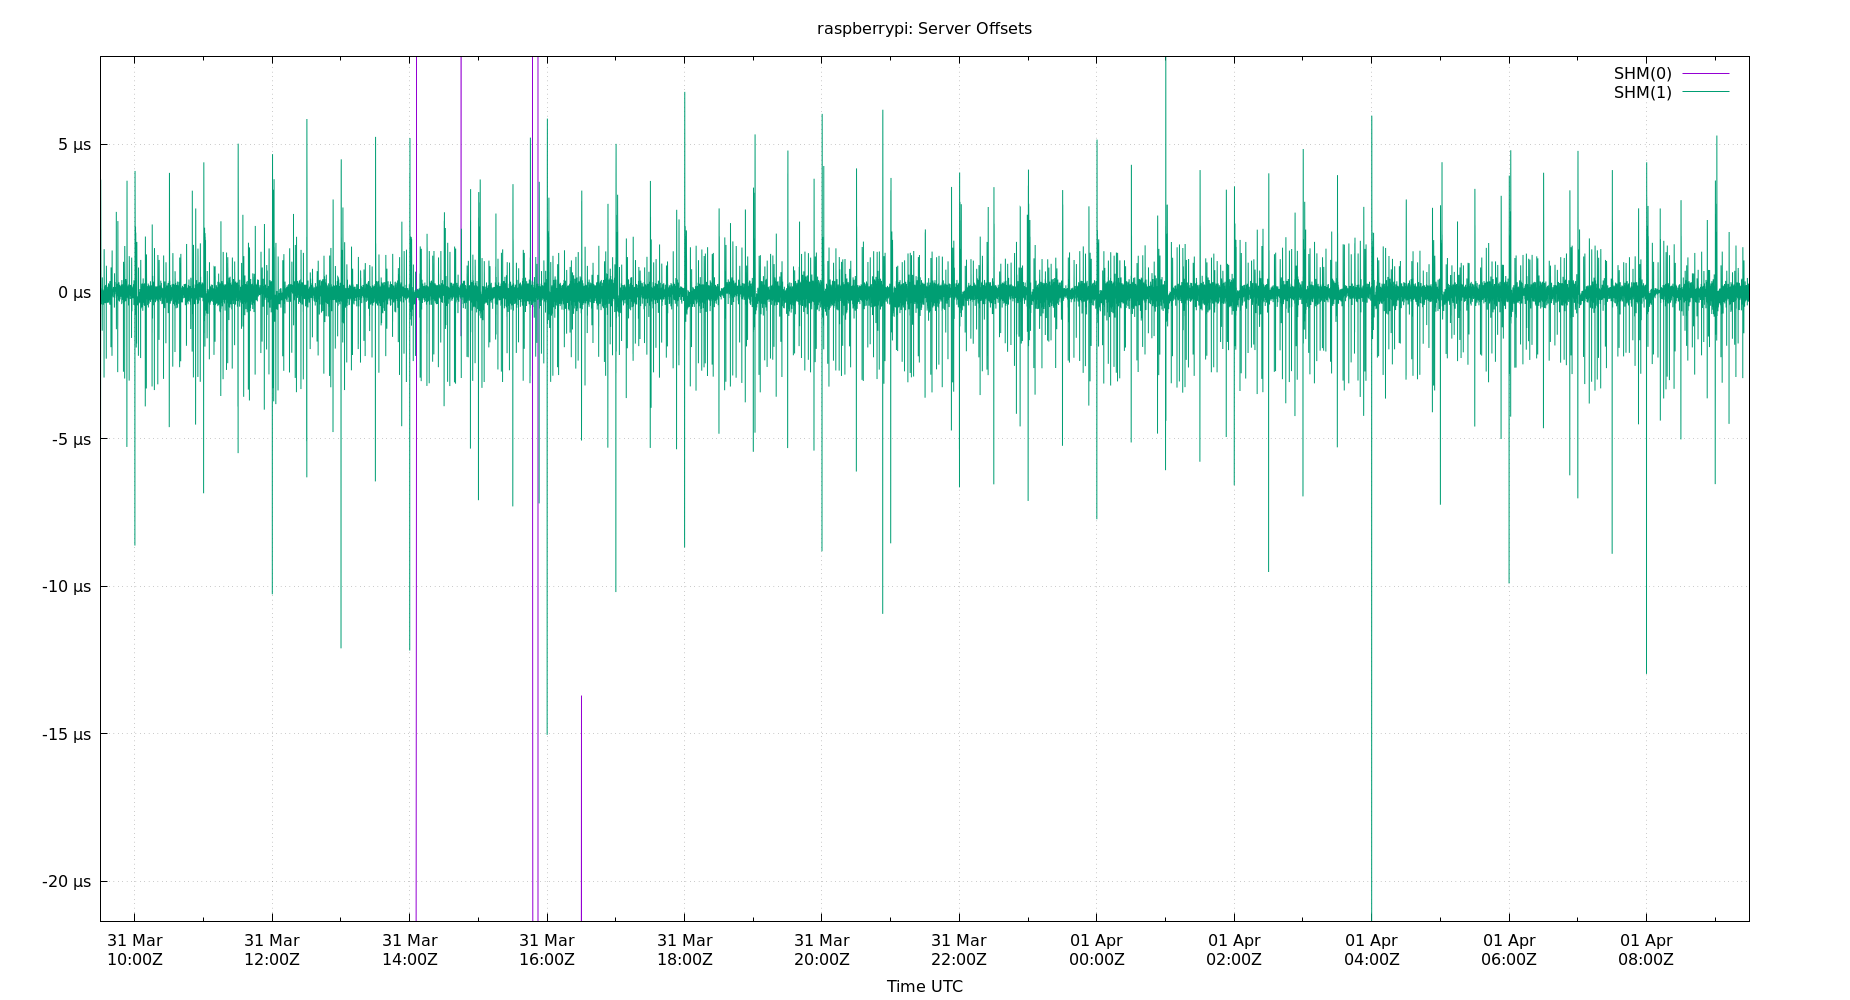 raspberrypi: Server Offsets
SHM(0)
SHM(1)
5 µs
0 µs
-5 µs
-10 µs
-15 µs
-20 µs
31 Mar 31 Mar 31 Mar 31 Mar 31 Mar 31 Mar 31 Mar 01 Apr 01 Apr 01 Apr 01 Apr 01 Apr
10:00Z 12:00Z 14:00Z 16:00Z 18:00Z 20:00Z 22:00Z 00:00Z 02:00Z 04:00Z 06:00Z 08:00Z
Time UTC